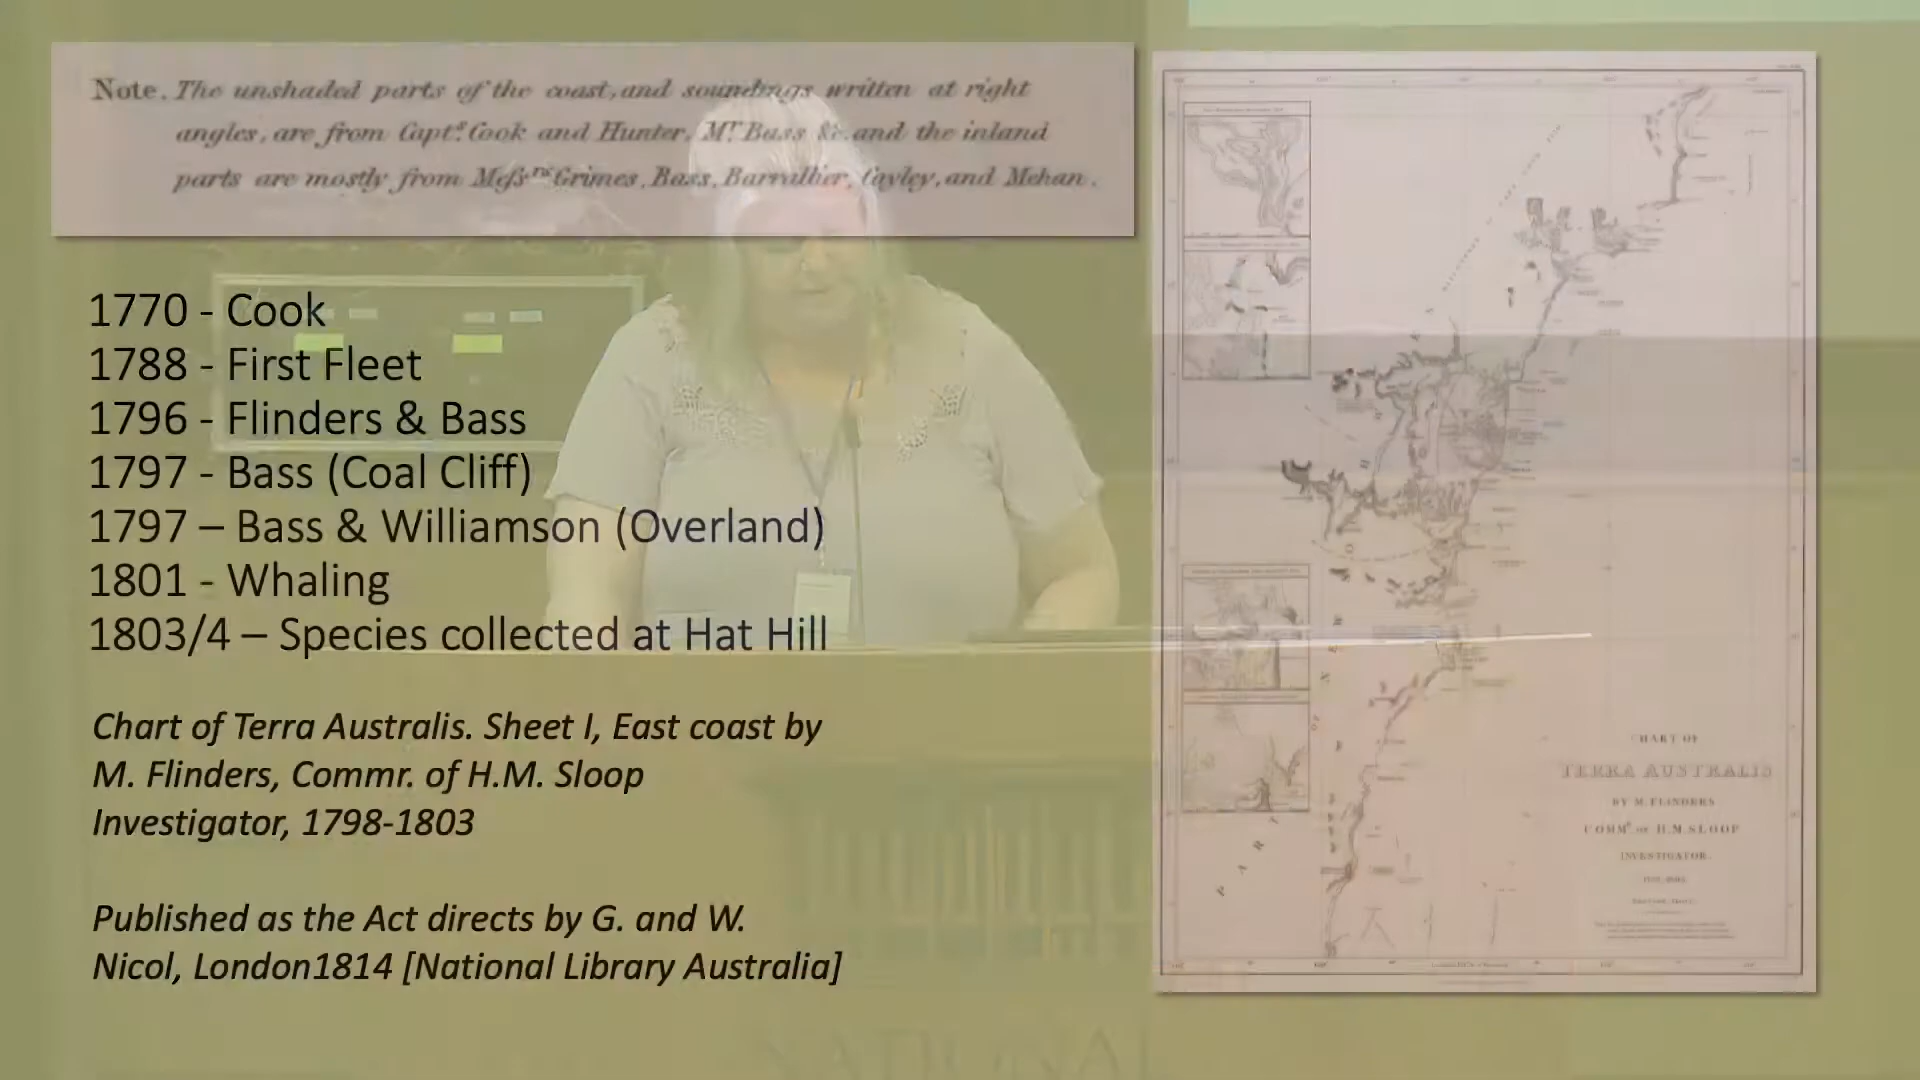 Note. The unshaded parts of the coast, and soundings written at right
angles, are from Capts. Cook and Hunter, Mr. Bass &c. and the inland
parts are mostly from Messrs. Grimes, Bass, Barrallier, Cayley, and Mehan.
1770 - Cook
1788 - First Fleet
1796 - Flinders & Bass
1797 - Bass (Coal Cliff)
1797 – Bass & Williamson (Overland)
1801 - Whaling
1803/4 – Species collected at Hat Hill
Chart of Terra Australis. Sheet I, East coast by
M. Flinders, Commr. of H.M. Sloop
Investigator, 1798-1803
Published as the Act directs by G. and W.
Nicol, London1814 [National Library Australia]
CHART OF
TERRA AUSTRALIS
BY M. FLINDERS
COMMR. OF H.M. SLOOP
INVESTIGATOR
NATIONAL